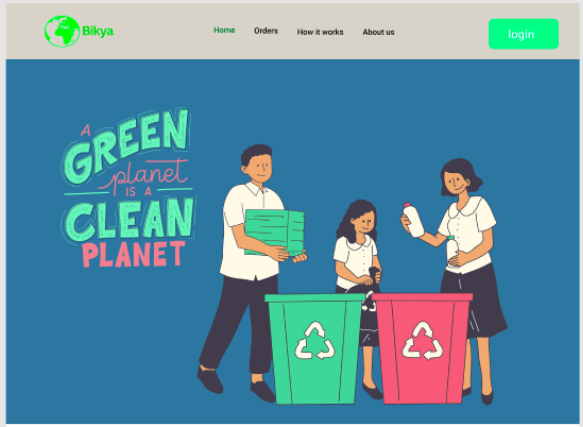 Bikya
Home Orders How it works About us
login
A
GREEN
planet
IS A
CLEAN
PLANET